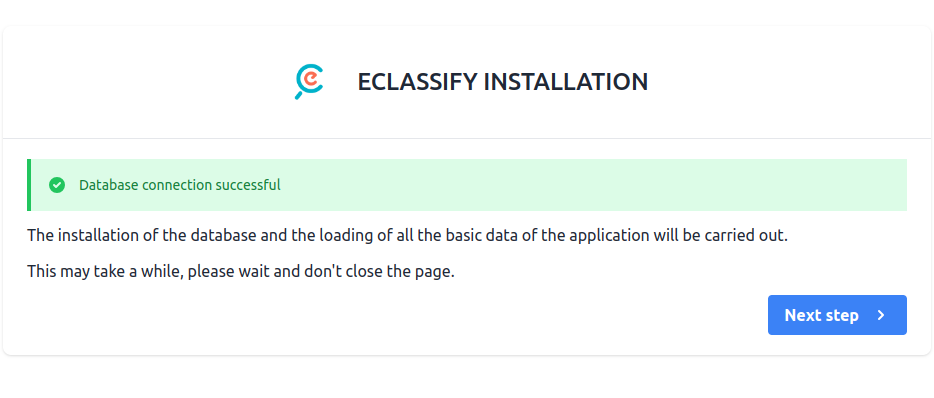 ECLASSIFY INSTALLATION
Database connection successful
The installation of the database and the loading of all the basic data of the application will be carried out.
This may take a while, please wait and don't close the page.
Next step